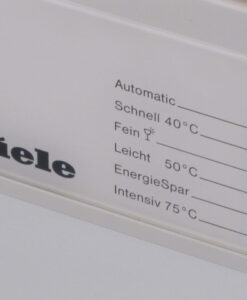 Automatic
Schnell 40°C
Fein
Leicht 50°C
EnergieSpar
Intensiv 75°C
iele